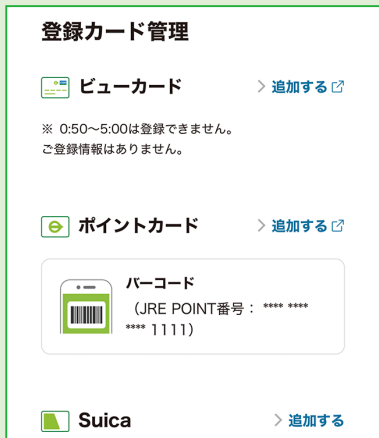 登録カード管理
ビューカード
追加する
※ 0:50〜5:00は登録できません。
ご登録情報はありません。
ポイントカード
追加する
バーコード
（JRE POINT番号： **** ****
**** 1111）
Suica
追加する